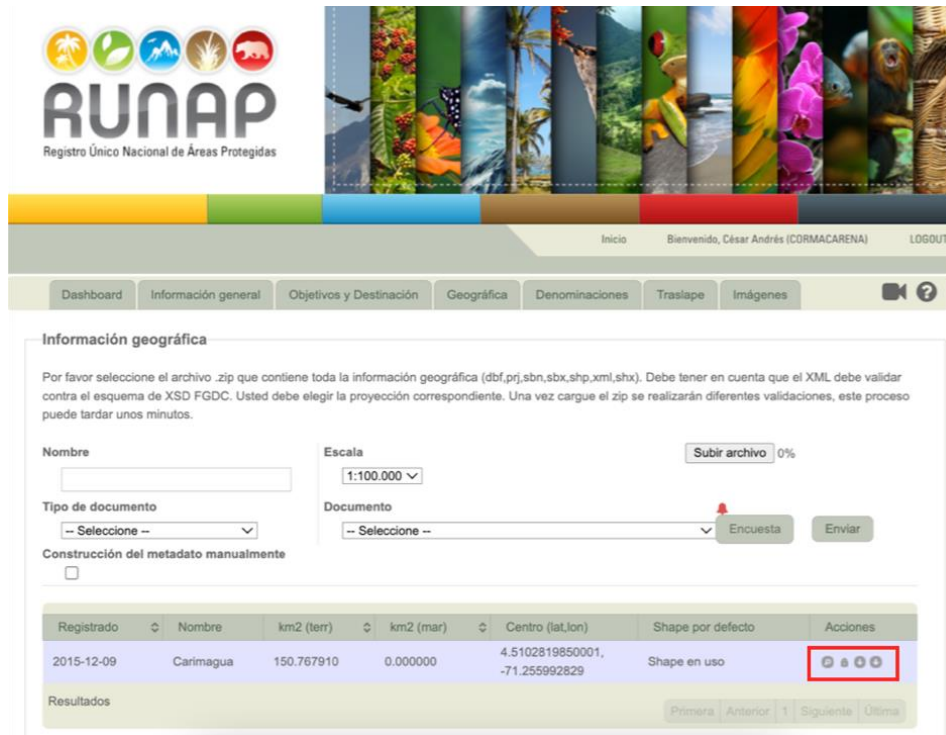 RUNAP
Registro Único Nacional de Áreas Protegidas
Inicio Bienvenido, César Andrés (CORMACARENA) LOGOUT
Dashboard Información general Objetivos y Destinación Geográfica Denominaciones Traslape Imágenes
Información geográfica
Por favor seleccione el archivo .zip que contiene toda la información geográfica (dbf,prj,sbn,sbx,shp,xml,shx). Debe tener en cuenta que el XML debe validar
contra el esquema de XSD FGDC. Usted debe elegir la proyección correspondiente. Una vez cargue el zip se realizarán diferentes validaciones, este proceso
puede tardar unos minutos.
Nombre Escala Subir archivo 0%
1:100.000
Tipo de documento Documento
-- Seleccione -- -- Seleccione -- Encuesta Enviar
Construcción del metadato manualmente
Registrado Nombre km2 (terr) km2 (mar) Centro (lat,lon) Shape por defecto Acciones
2015-12-09 Carimagua 150.767910 0.000000 4.5102819850001, Shape en uso
-71.255992829
Resultados
Primera Anterior 1 Siguiente Última